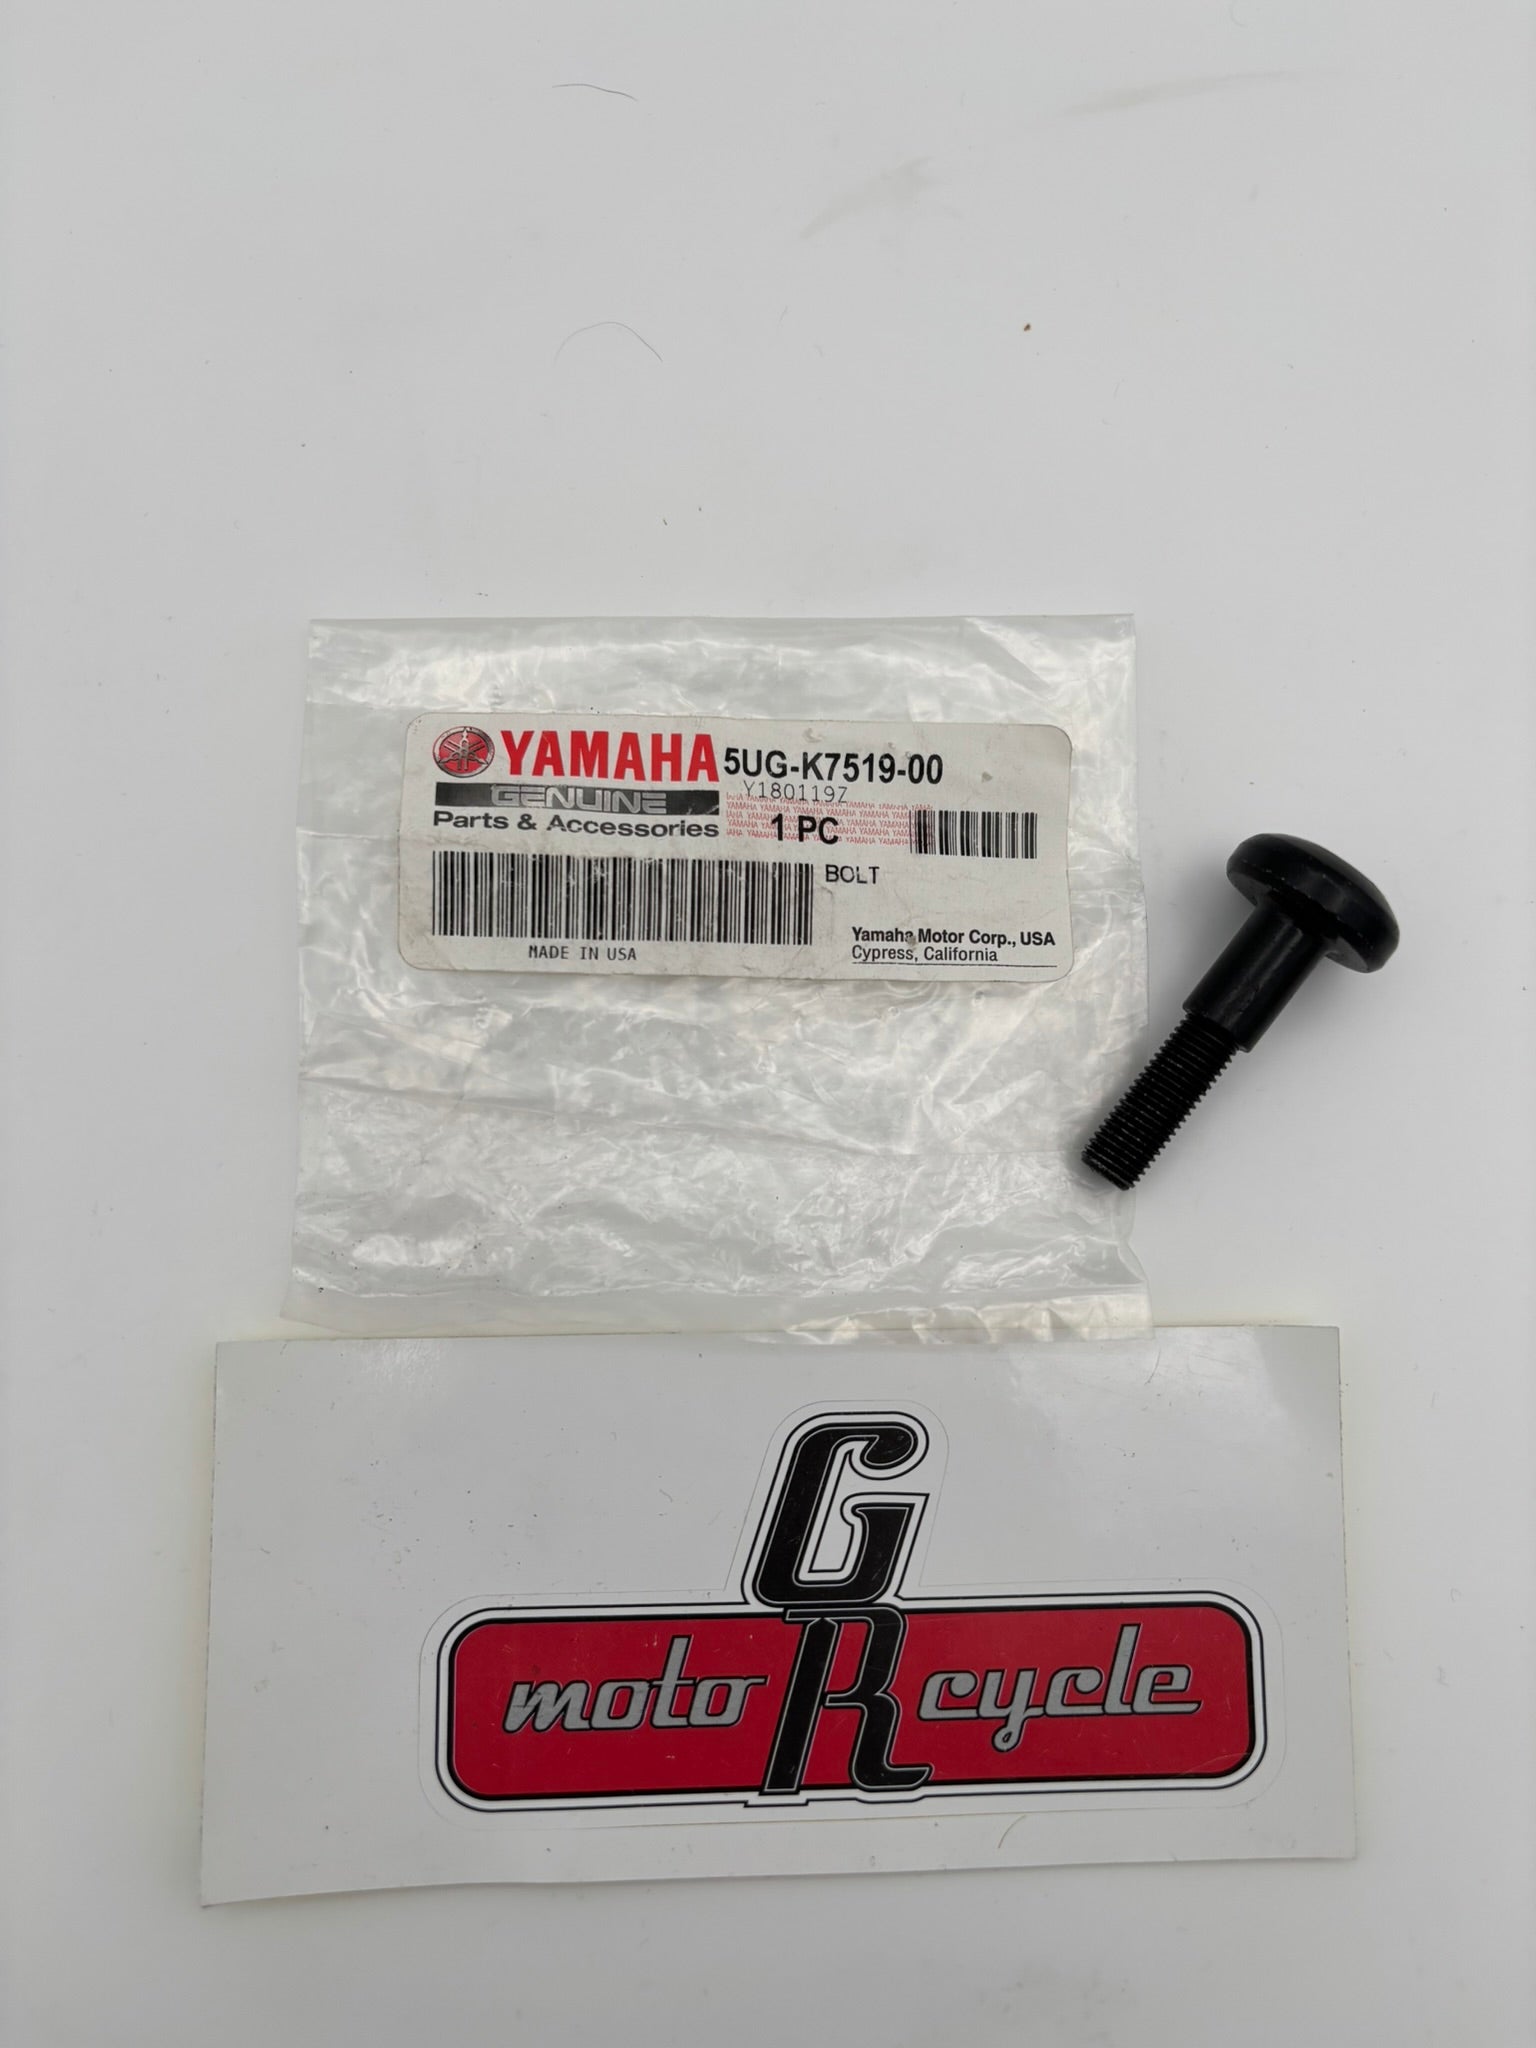 YAMAHA 5UG-K7519-00
GENUINE Y1801197
Parts & Accessories 1 PC
BOLT
MADE IN USA
Yamaha Motor Corp., USA
Cypress, California
G
moto R cycle